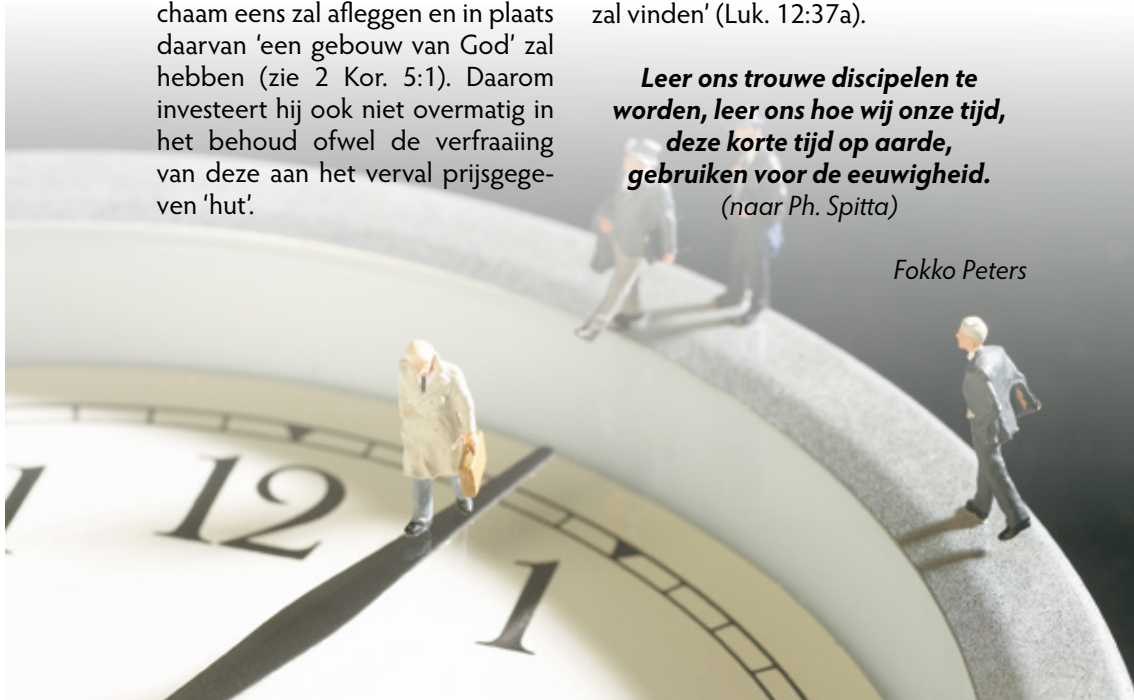 chaam eens zal afleggen en in plaats
daarvan ‘een gebouw van God’ zal
hebben (zie 2 Kor. 5:1). Daarom
investeert hij ook niet overmatig in
het behoud ofwel de verfraaiing
van deze aan het verval prijsgege-
ven ‘hut’.
zal vinden’ (Luk. 12:37a).
Leer ons trouwe discipelen te
worden, leer ons hoe wij onze tijd,
deze korte tijd op aarde,
gebruiken voor de eeuwigheid.
(naar Ph. Spitta)
Fokko Peters
12
1